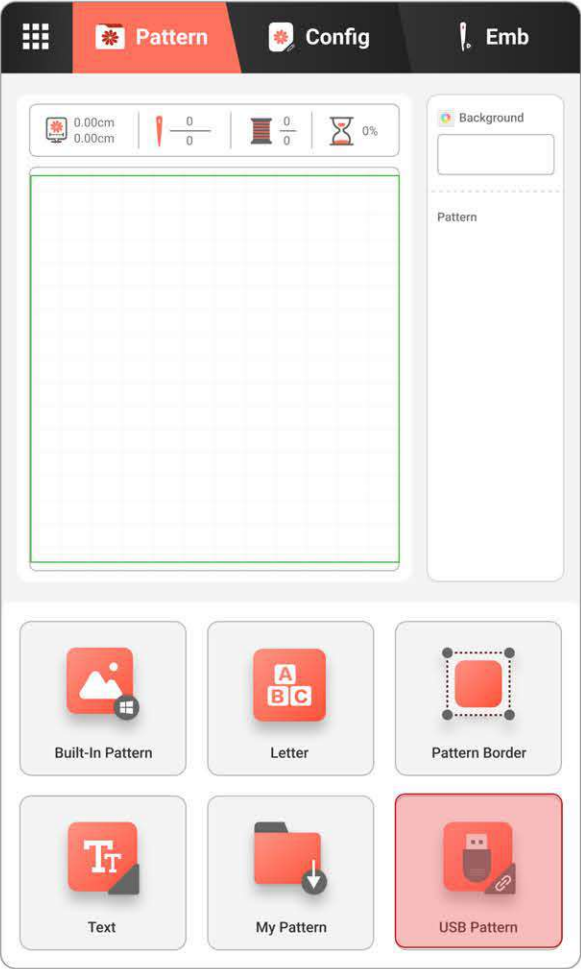 Pattern
Config
Emb
0.00cm
0.00cm
0
0
0
0
0%
Background
Pattern
Built-In Pattern
A
B C
Letter
Pattern Border
TT
Text
My Pattern
USB Pattern